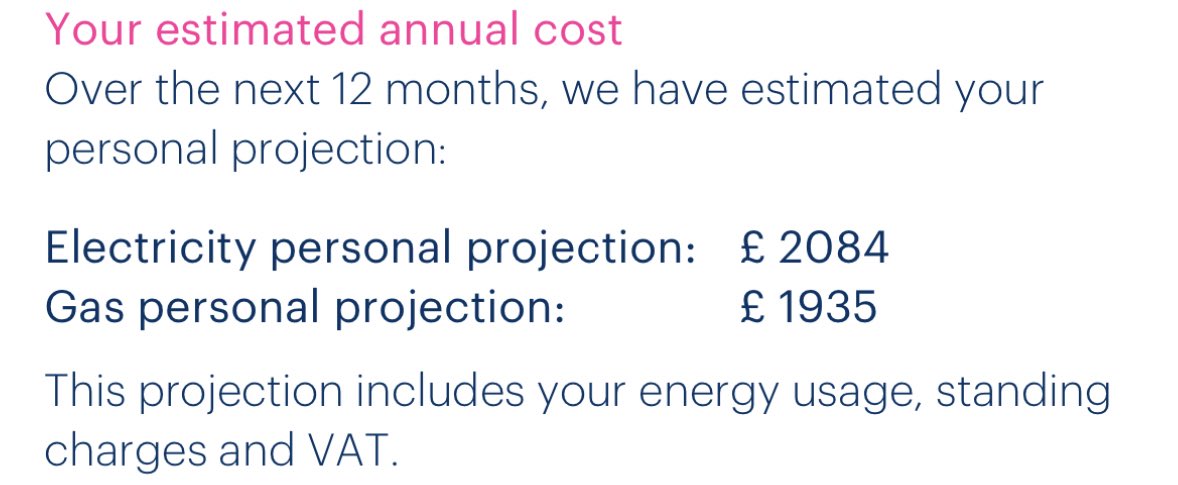 Your estimated annual cost
Over the next 12 months, we have estimated your
personal projection:
Electricity personal projection: £ 2084
Gas personal projection: £ 1935
This projection includes your energy usage, standing
charges and VAT.